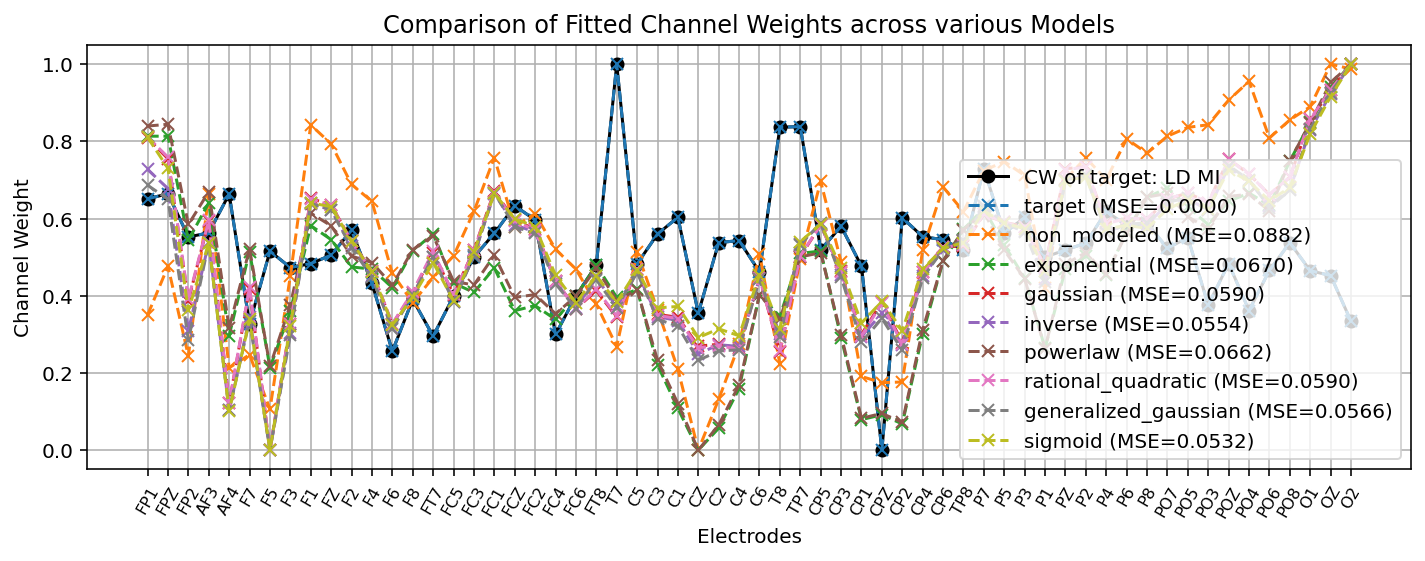 Comparison of Fitted Channel Weights across various Models
Channel Weight
1.0
0.8
0.6
0.4
0.2
0.0
CW of target: LD MI
target (MSE=0.0000)
non_modeled (MSE=0.0882)
exponential (MSE=0.0670)
gaussian (MSE=0.0590)
inverse (MSE=0.0554)
powerlaw (MSE=0.0662)
rational_quadratic (MSE=0.0590)
generalized_gaussian (MSE=0.0566)
sigmoid (MSE=0.0532)
FP1 FPZ FP2 AF3 AF4 F7 F5 F3 F1 FZ F2 F4 F6 F8 FT7 FC5 FC3 FC1 FCZ FC2 FC4 FC6 FT8 T7 C5 C3 C1 CZ C2 C4 C6 T8 TP7 CP5 CP3 CP1 CPZ CP2 CP4 CP6 TP8 P7 P5 P3 P1 PZ P2 P4 P6 P8 PO7 PO5 PO3 POZ PO4 PO6 PO8 O1 OZ O2
Electrodes